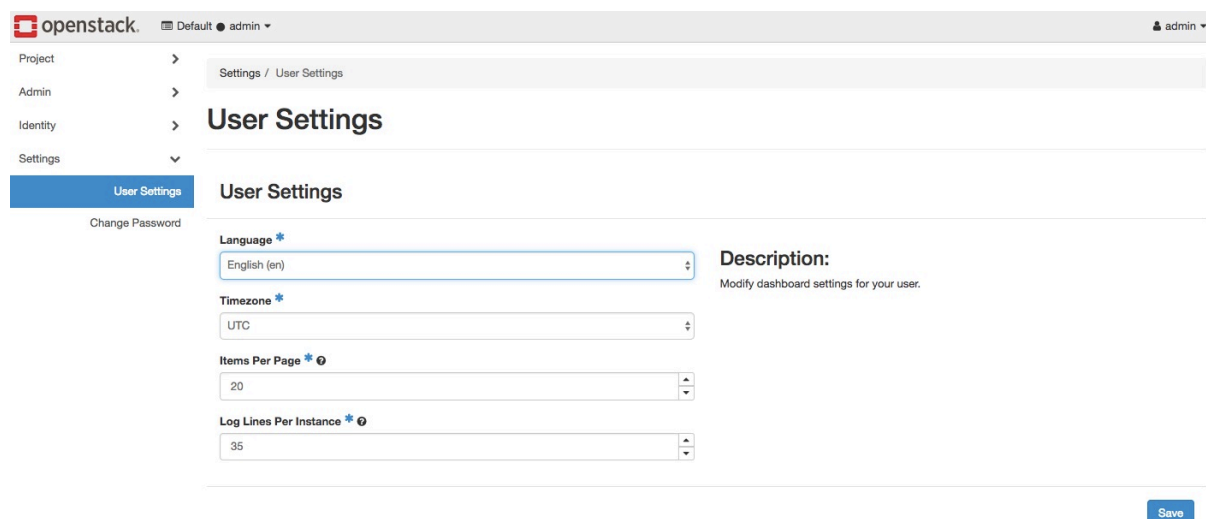 openstack. Default ● admin
admin
Project
Admin
Identity
Settings
User Settings
Change Password
Settings / User Settings
User Settings
User Settings
Language *
English (en)
Timezone *
UTC
Items Per Page * ?
20
Log Lines Per Instance * ?
35
Description:
Modify dashboard settings for your user.
Save